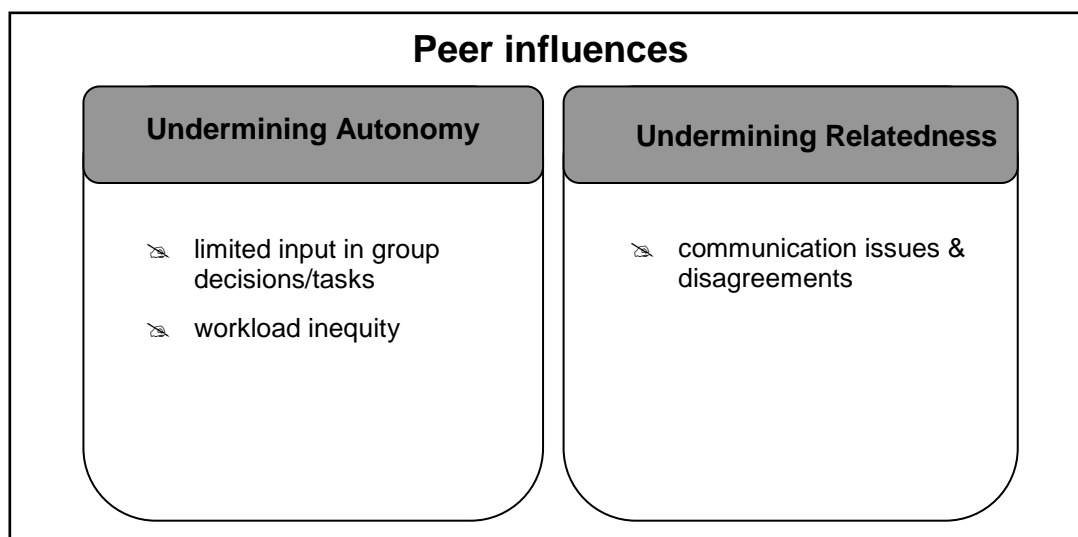 Peer influences
Undermining Autonomy
limited input in group
decisions/tasks
workload inequity
Undermining Relatedness
communication issues &
disagreements